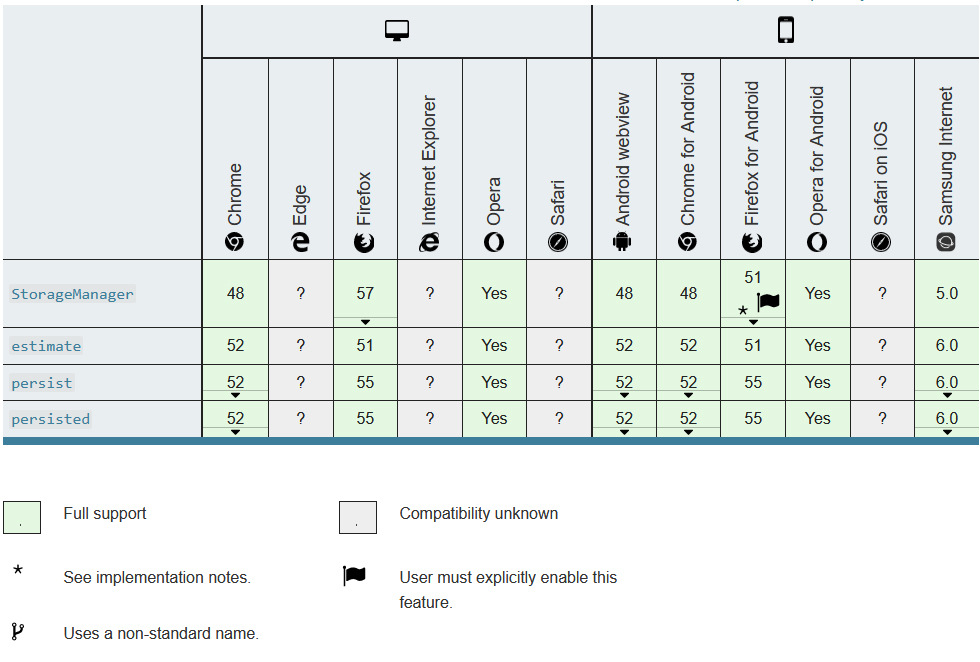 Chrome
Edge
Firefox
Internet Explorer
Opera
Safari
Android webview
Chrome for Android
Firefox for Android
Opera for Android
Safari on iOS
Samsung Internet
StorageManager 48 ? 57 ? Yes ? 48 48 51 * Yes ? 5.0
estimate 52 ? 51 ? Yes ? 52 52 51 Yes ? 6.0
persist 52 ? 55 ? Yes ? 52 52 55 Yes ? 6.0
persisted 52 ? 55 ? Yes ? 52 52 55 Yes ? 6.0
. Full support
. Compatibility unknown
* See implementation notes.
User must explicitly enable this
feature.
Uses a non-standard name.